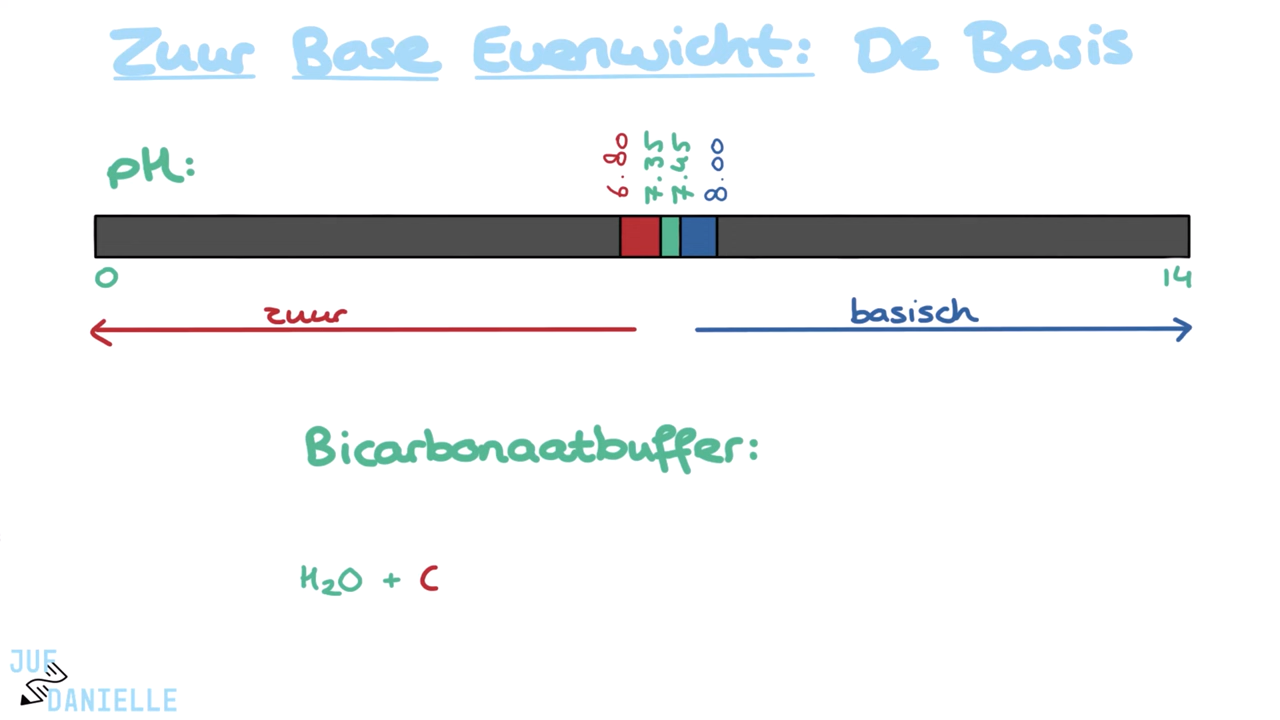 Zuur Base Evenwicht: De Basis
pH:
6.80 7.35 7.45 8.00
0 14
zuur basisch
Bicarbonaatbuffer:
H₂O + C
JUF
DANIELLE